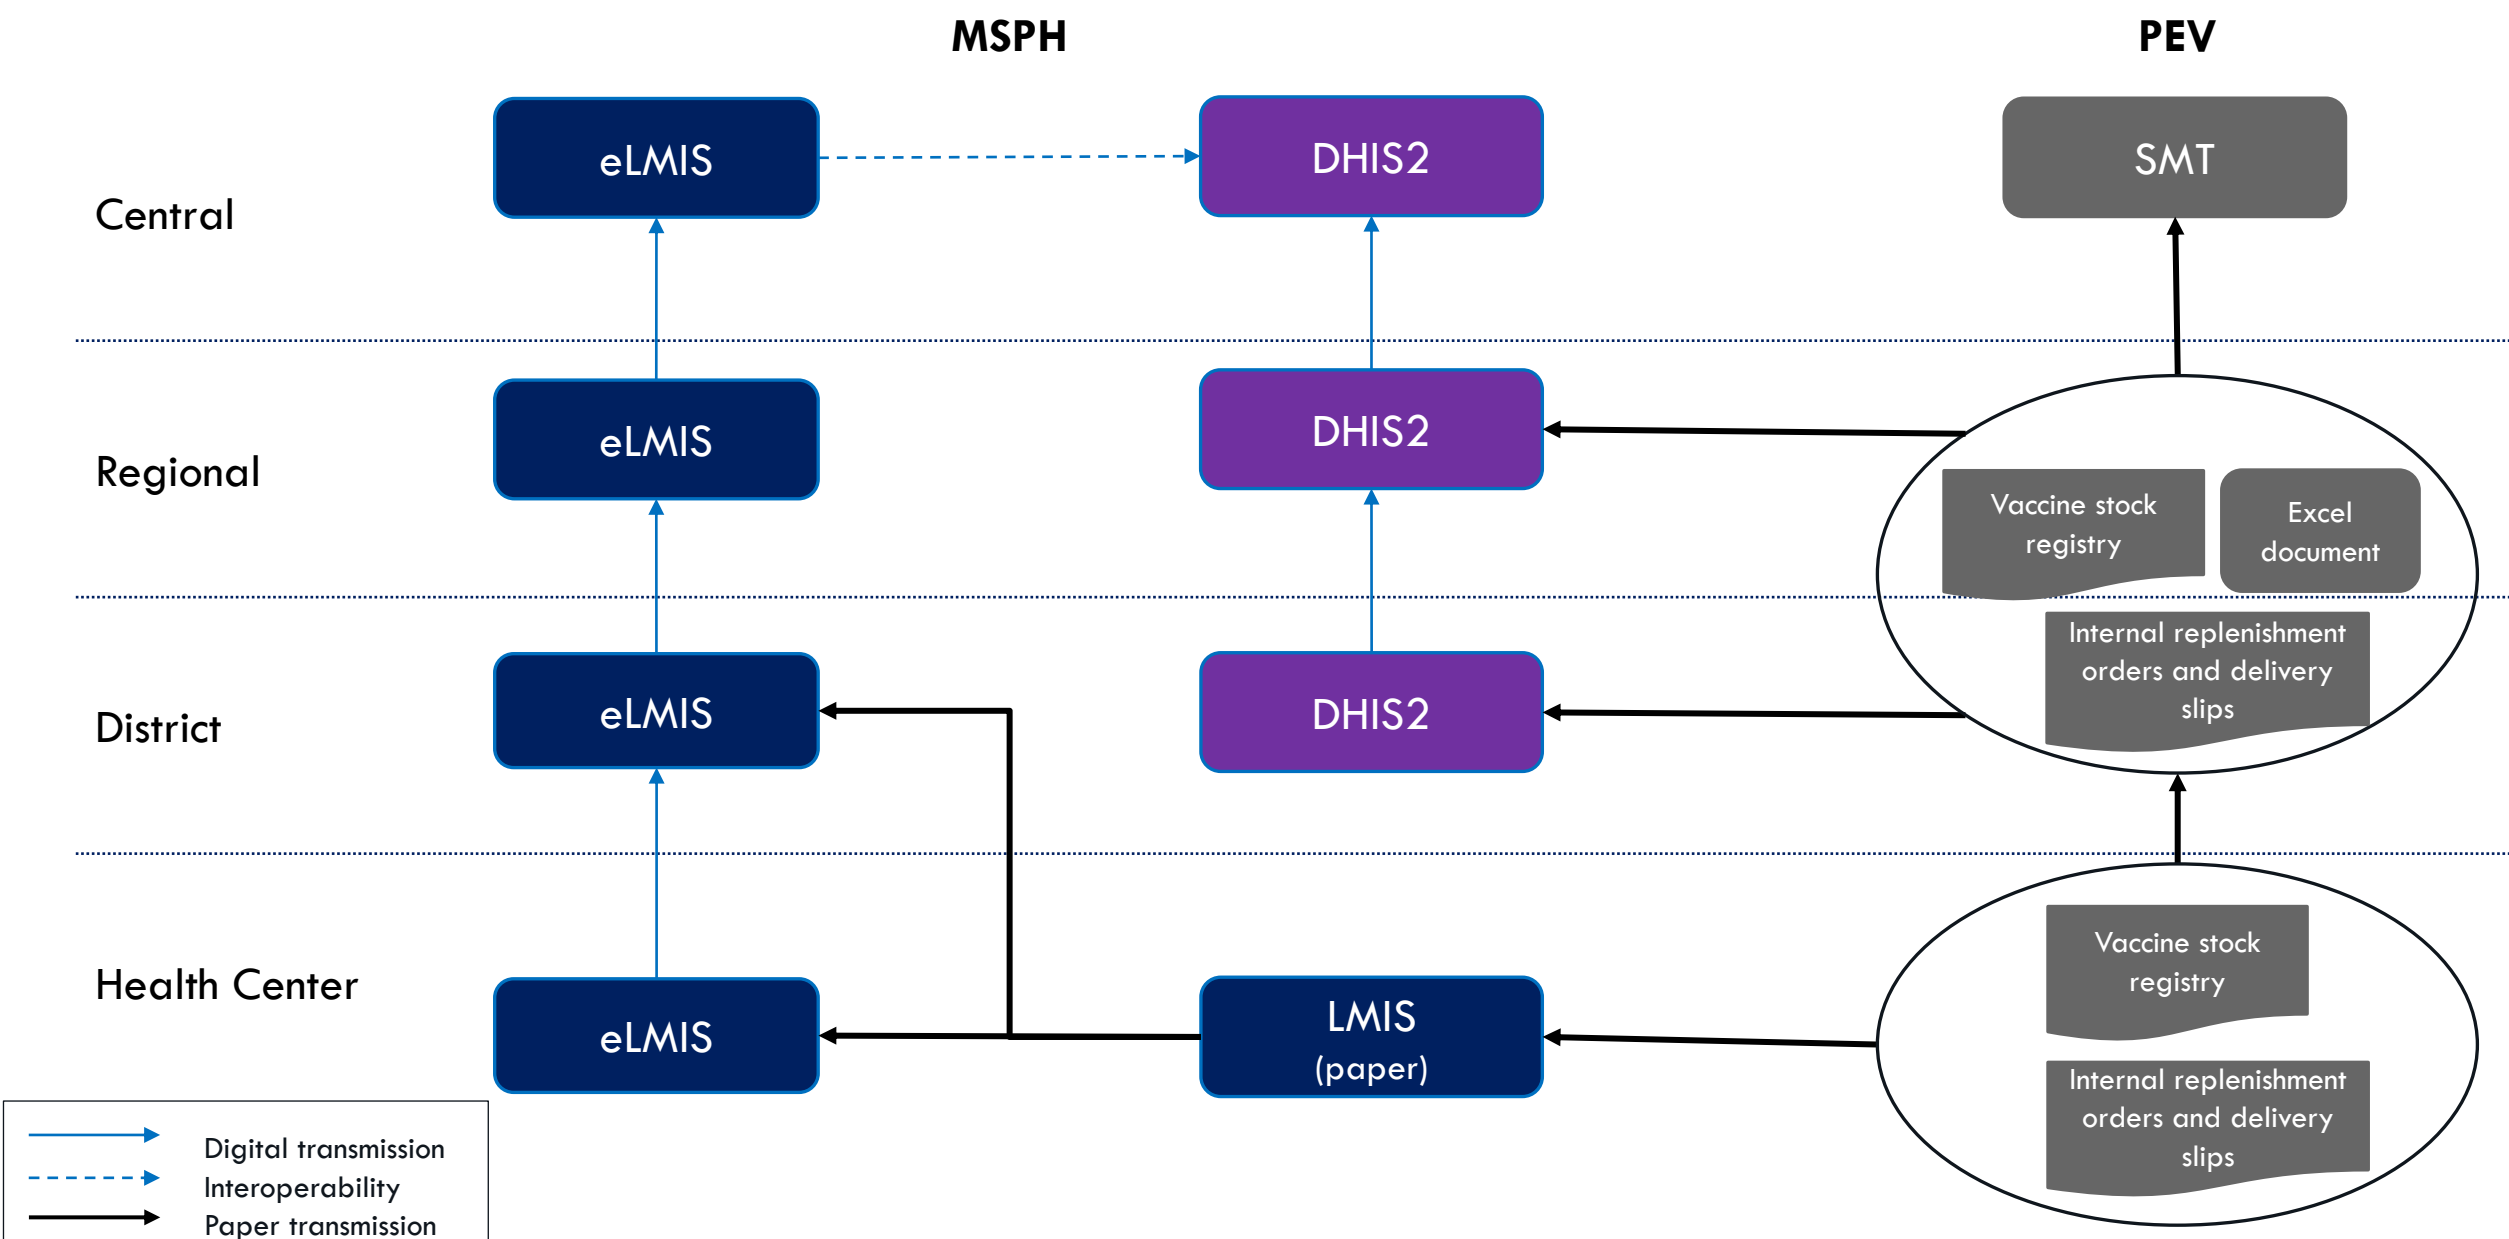 MSPH
PEV
Central
eLMIS
DHIS2
SMT
Regional
eLMIS
DHIS2
Vaccine stock
registry
Excel
document
District
eLMIS
DHIS2
Internal replenishment
orders and delivery
slips
Health Center
eLMIS
LMIS
(paper)
Vaccine stock
registry
Internal replenishment
orders and delivery
slips
Digital transmission
Interoperability
Paper transmission